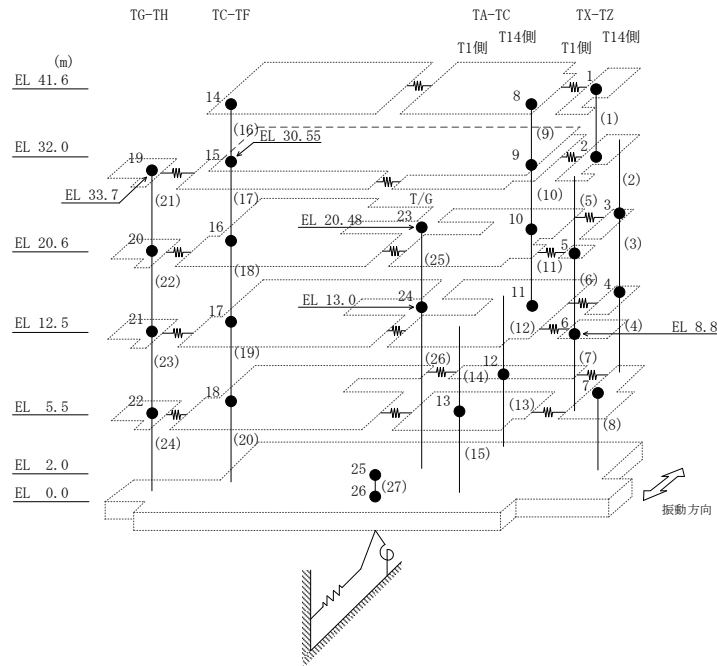 TG-TH TC-TF TA-TC TX-TZ
T1側 T14側 T1側 T14側
(m)
EL 41.6
14 8 1
(16) (9) (1)
EL 30.55
EL 32.0
19 15 9 2
EL 33.7
(21) (17) (10) (2)
T/G
(5) 3
EL 20.48 23
EL 20.6
20 16 10 5 (3)
(22) (18) (25) (11)
(6) 4
EL 13.0 24 11
EL 12.5
21 17 (12) 6 (4) EL 8.8
(23) (19) (26) 12 (7)
(14) 7
EL 5.5
22 18 13 (13) (8)
(24) (20) (15)
EL 2.0
25
EL 0.0
26 (27)
振動方向